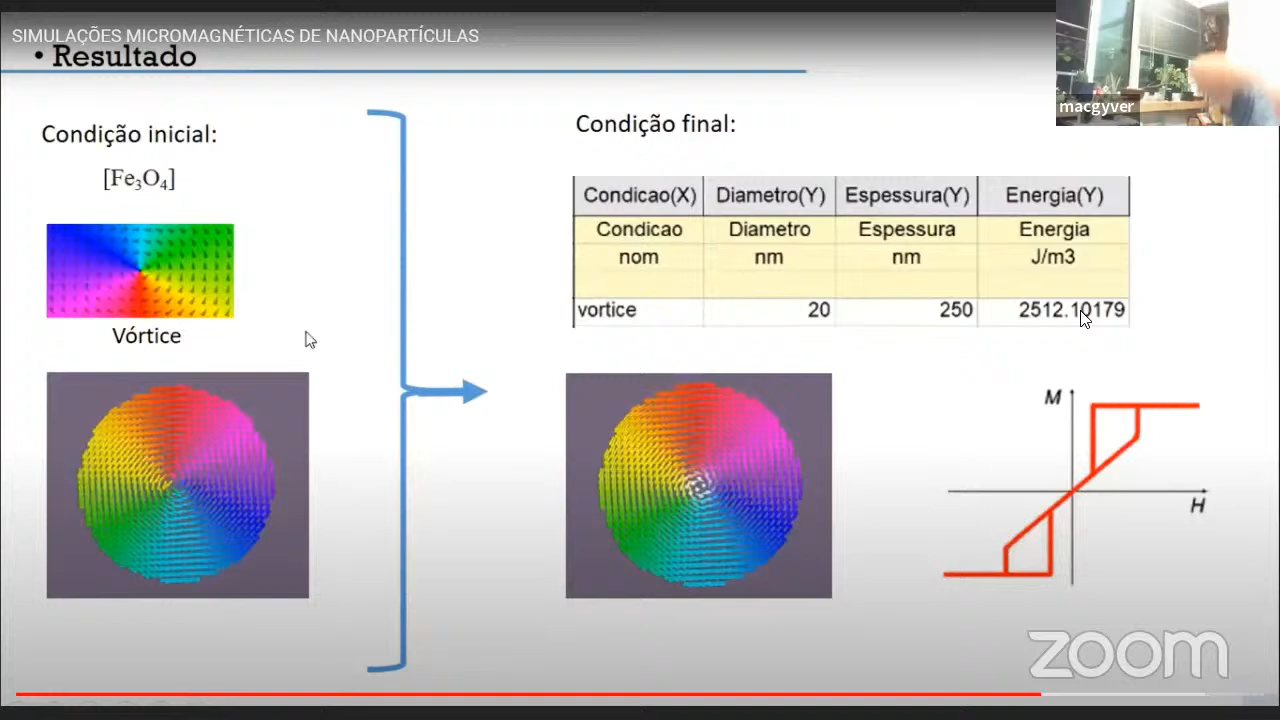 SIMULAÇÕES MICROMAGNÉTICAS DE NANOPARTÍCULAS
• Resultado
macgyver
Condição inicial:
[Fe₃O₄]
Vórtice
Condição final:
Condicao(X) Diametro(Y) Espessura(Y) Energia(Y)
Condicao Diametro Espessura Energia
nom nm nm J/m3
vortice 20 250 2512.10179
M
H
zoom